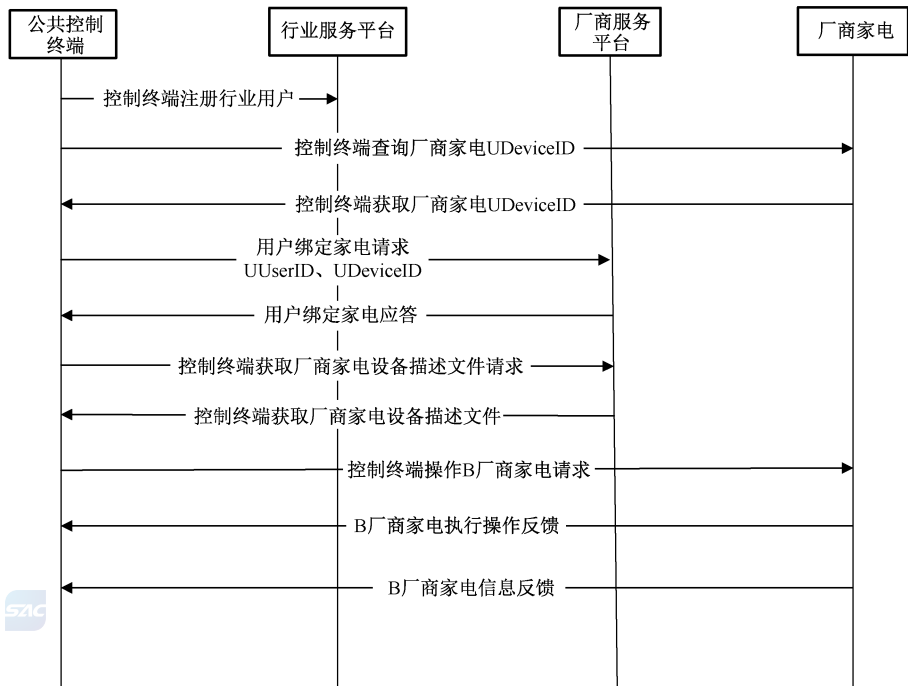 公共控制
终端
行业服务平台
厂商服务
平台
厂商家电
控制终端注册行业用户
控制终端查询厂商家电UDeviceID
控制终端获取厂商家电UDeviceID
用户绑定家电请求
UUserID、UDeviceID
用户绑定家电应答
控制终端获取厂商家电设备描述文件请求
控制终端获取厂商家电设备描述文件
控制终端操作B厂商家电请求
B厂商家电执行操作反馈
B厂商家电信息反馈
SAC